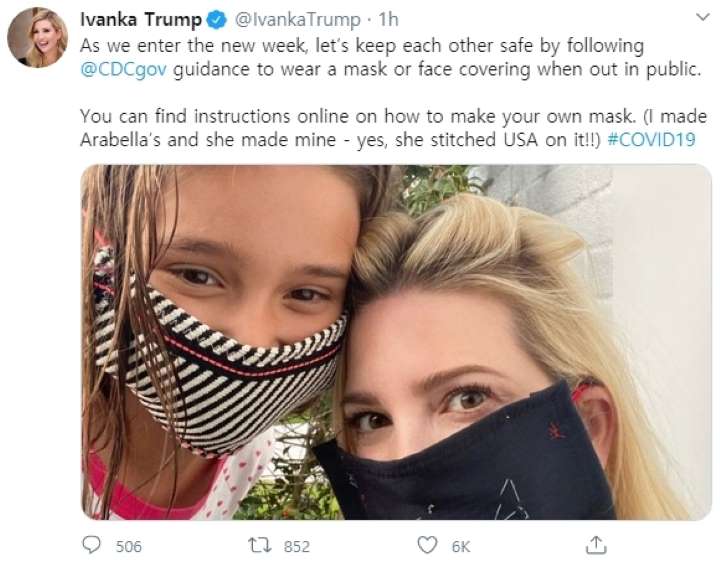 Ivanka Trump @IvankaTrump · 1h
As we enter the new week, let's keep each other safe by following
@CDCgov guidance to wear a mask or face covering when out in public.
You can find instructions online on how to make your own mask. (I made
Arabella's and she made mine - yes, she stitched USA on it!!) #COVID19
506 852 6K